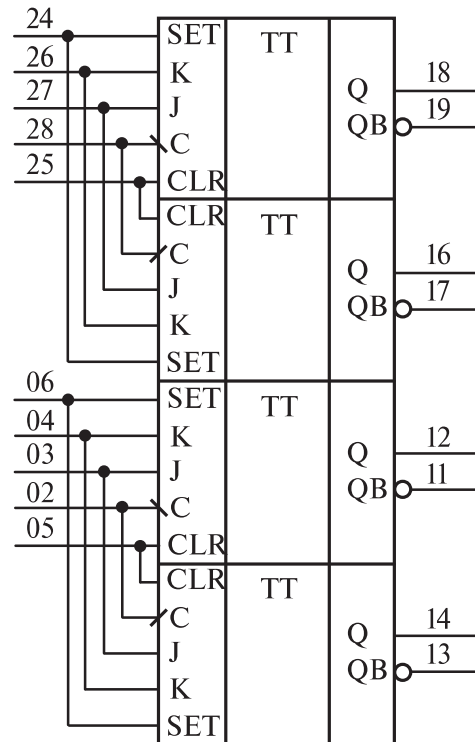 24 SET TT
26 K
Q 18
27 J
QB 19
28 C
25 CLR
CLR TT
C
Q 16
J
QB 17
K
SET
06 SET TT
04 K
Q 12
03 J
QB 11
02 C
05 CLR
CLR TT
C
Q 14
J
QB 13
K
SET